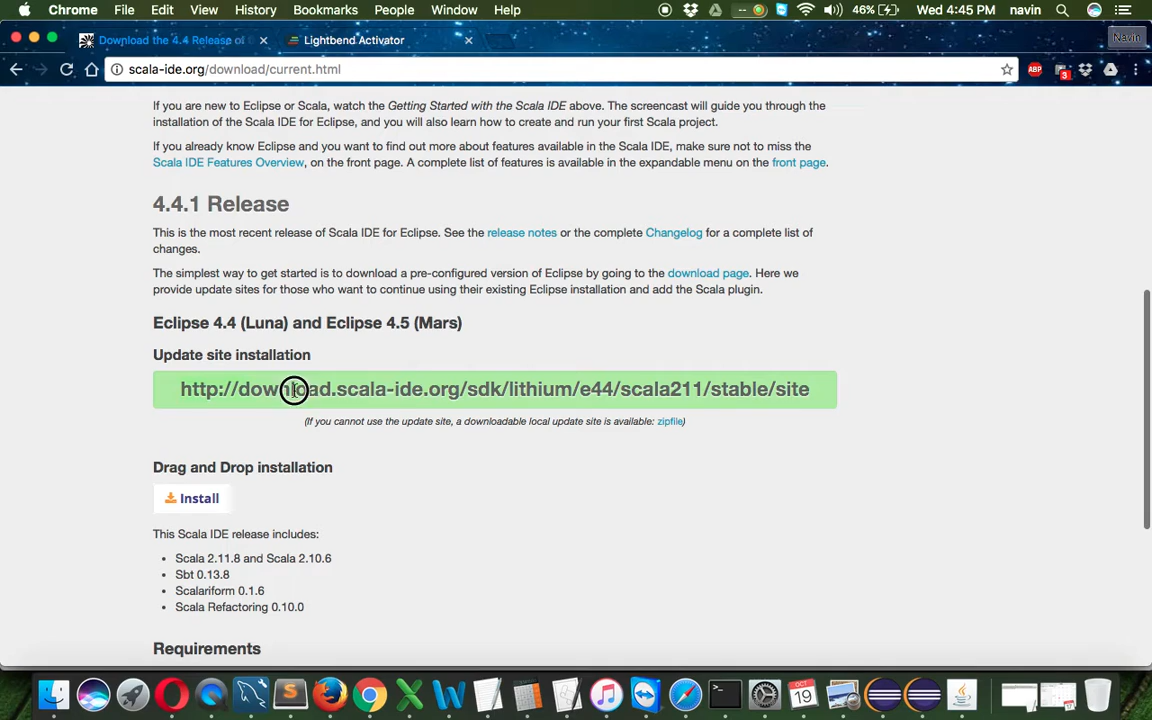 Chrome File Edit View History Bookmarks People Window Help 46% Wed 4:45 PM navin
Download the 4.4 Release of Lightbend Activator Navin
scala-ide.org/download/current.html ABP 3
If you are new to Eclipse or Scala, watch the Getting Started with the Scala IDE above. The screencast will guide you through the
installation of the Scala IDE for Eclipse, and you will also learn how to create and run your first Scala project.
If you already know Eclipse and you want to find out more about features available in the Scala IDE, make sure not to miss the
Scala IDE Features Overview, on the front page. A complete list of features is available in the expandable menu on the front page.
4.4.1 Release
This is the most recent release of Scala IDE for Eclipse. See the release notes or the complete Changelog for a complete list of
changes.
The simplest way to get started is to download a pre-configured version of Eclipse by going to the download page. Here we
provide update sites for those who want to continue using their existing Eclipse installation and add the Scala plugin.
Eclipse 4.4 (Luna) and Eclipse 4.5 (Mars)
Update site installation
http://download.scala-ide.org/sdk/lithium/e44/scala211/stable/site
(If you cannot use the update site, a downloadable local update site is available: zipfile)
Drag and Drop installation
Install
This Scala IDE release includes:
• Scala 2.11.8 and Scala 2.10.6
• Sbt 0.13.8
• Scalariform 0.1.6
• Scala Refactoring 0.10.0
Requirements